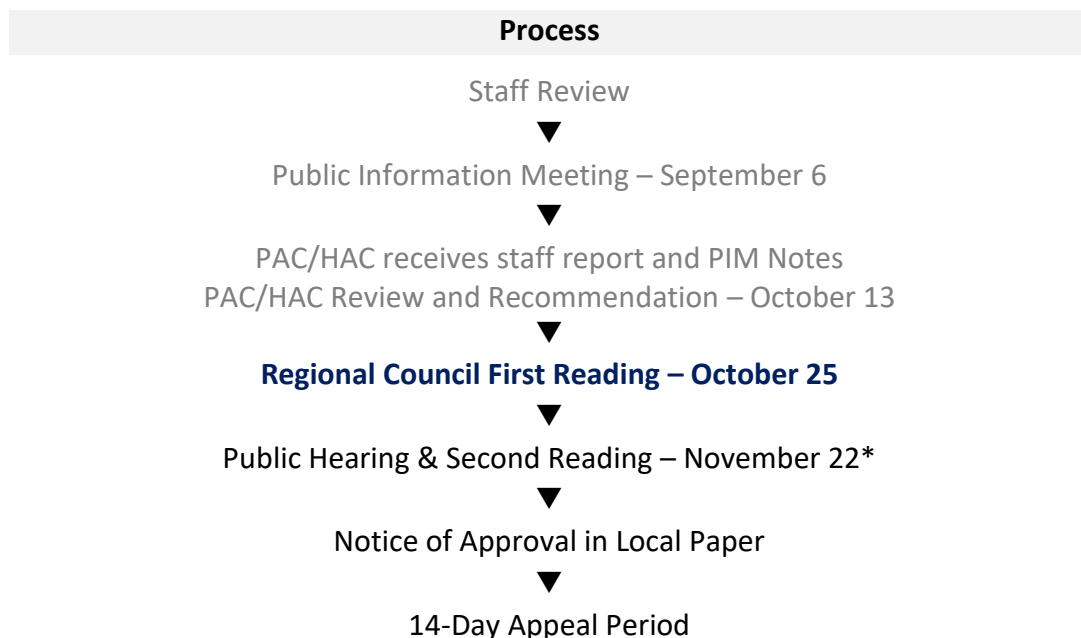 Process
Staff Review
Public Information Meeting – September 6
PAC/HAC receives staff report and PIM Notes
PAC/HAC Review and Recommendation – October 13
Regional Council First Reading – October 25
Public Hearing & Second Reading – November 22*
Notice of Approval in Local Paper
14-Day Appeal Period